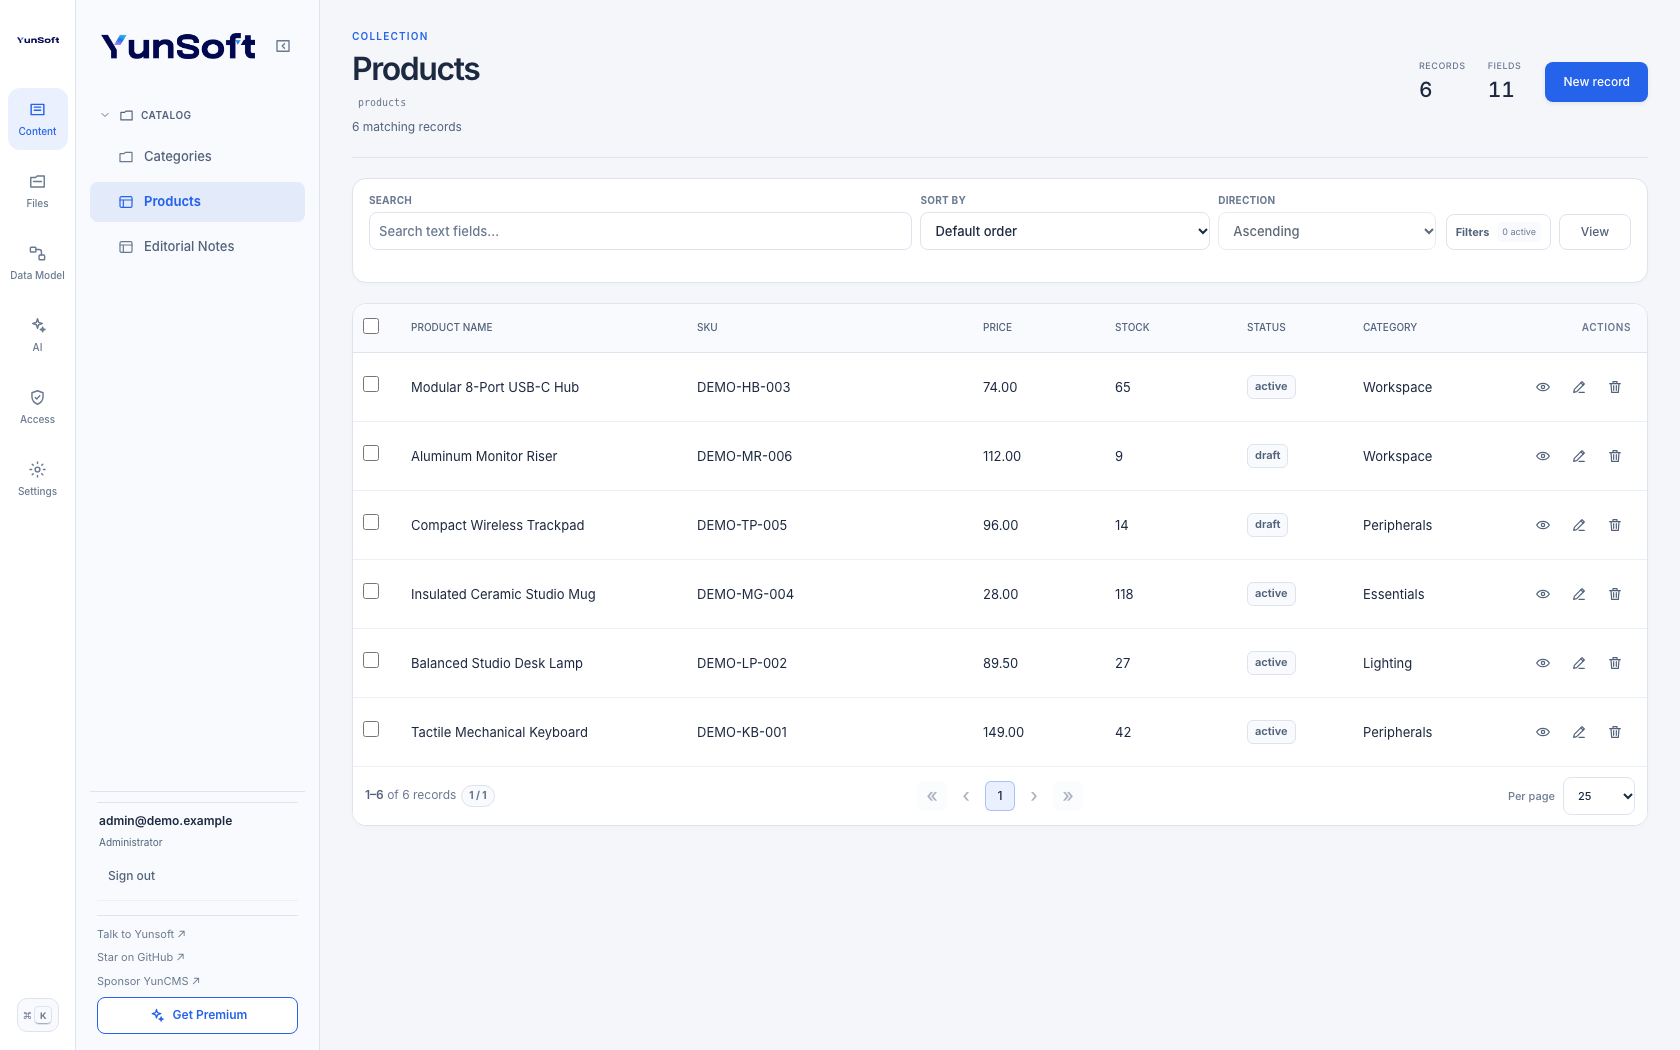 YunSoft
Content
Files
Data Model
AI
Access
Settings
⌘ K
YunSoft
CATALOG
Categories
Products
Editorial Notes
admin@demo.example
Administrator
Sign out
Talk to Yunsoft ↗
Star on GitHub ↗
Sponsor YunCMS ↗
Get Premium
COLLECTION
Products
products
6 matching records
RECORDS FIELDS
6 11
New record
SEARCH SORT BY DIRECTION
Search text fields... Default order Ascending Filters 0 active View
PRODUCT NAME SKU PRICE STOCK STATUS CATEGORY ACTIONS
Modular 8-Port USB-C Hub DEMO-HB-003 74.00 65 active Workspace
Aluminum Monitor Riser DEMO-MR-006 112.00 9 draft Workspace
Compact Wireless Trackpad DEMO-TP-005 96.00 14 draft Peripherals
Insulated Ceramic Studio Mug DEMO-MG-004 28.00 118 active Essentials
Balanced Studio Desk Lamp DEMO-LP-002 89.50 27 active Lighting
Tactile Mechanical Keyboard DEMO-KB-001 149.00 42 active Peripherals
1–6 of 6 records 1 / 1 « ‹ 1 › » Per page 25